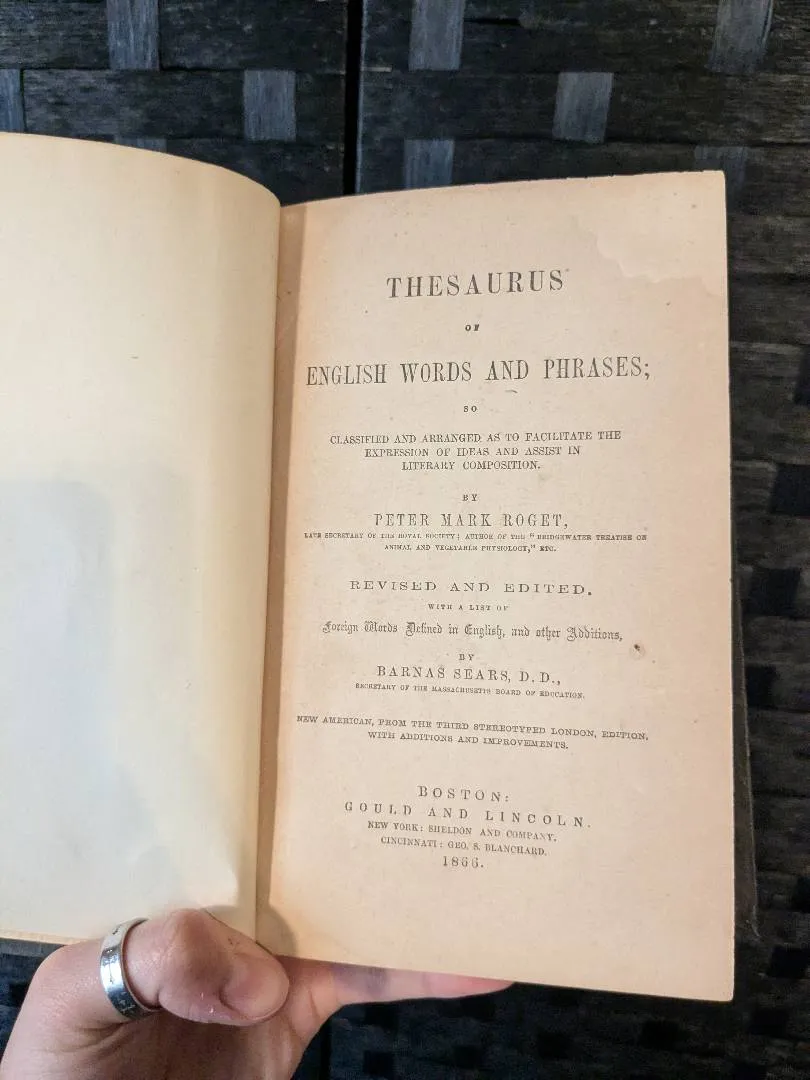 THESAURUS
OF
ENGLISH WORDS AND PHRASES;
SO
CLASSIFIED AND ARRANGED AS TO FACILITATE THE
EXPRESSION OF IDEAS AND ASSIST IN
LITERARY COMPOSITION.
BY
PETER MARK ROGET,
LATE SECRETARY OF THE ROYAL SOCIETY; AUTHOR OF THE "BRIDGEWATER TREATISE ON
ANIMAL AND VEGETABLE PHYSIOLOGY," ETC.
REVISED AND EDITED.
WITH A LIST OF
Foreign Words Defined in English, and other Additions,
BY
BARNAS SEARS, D.D.,
SECRETARY OF THE MASSACHUSETTS BOARD OF EDUCATION.
NEW AMERICAN, FROM THE THIRD STEREOTYPED LONDON, EDITION,
WITH ADDITIONS AND IMPROVEMENTS.
BOSTON:
GOULD AND LINCOLN.
NEW YORK: SHELDON AND COMPANY.
CINCINNATI: GEO. S. BLANCHARD.
1866.